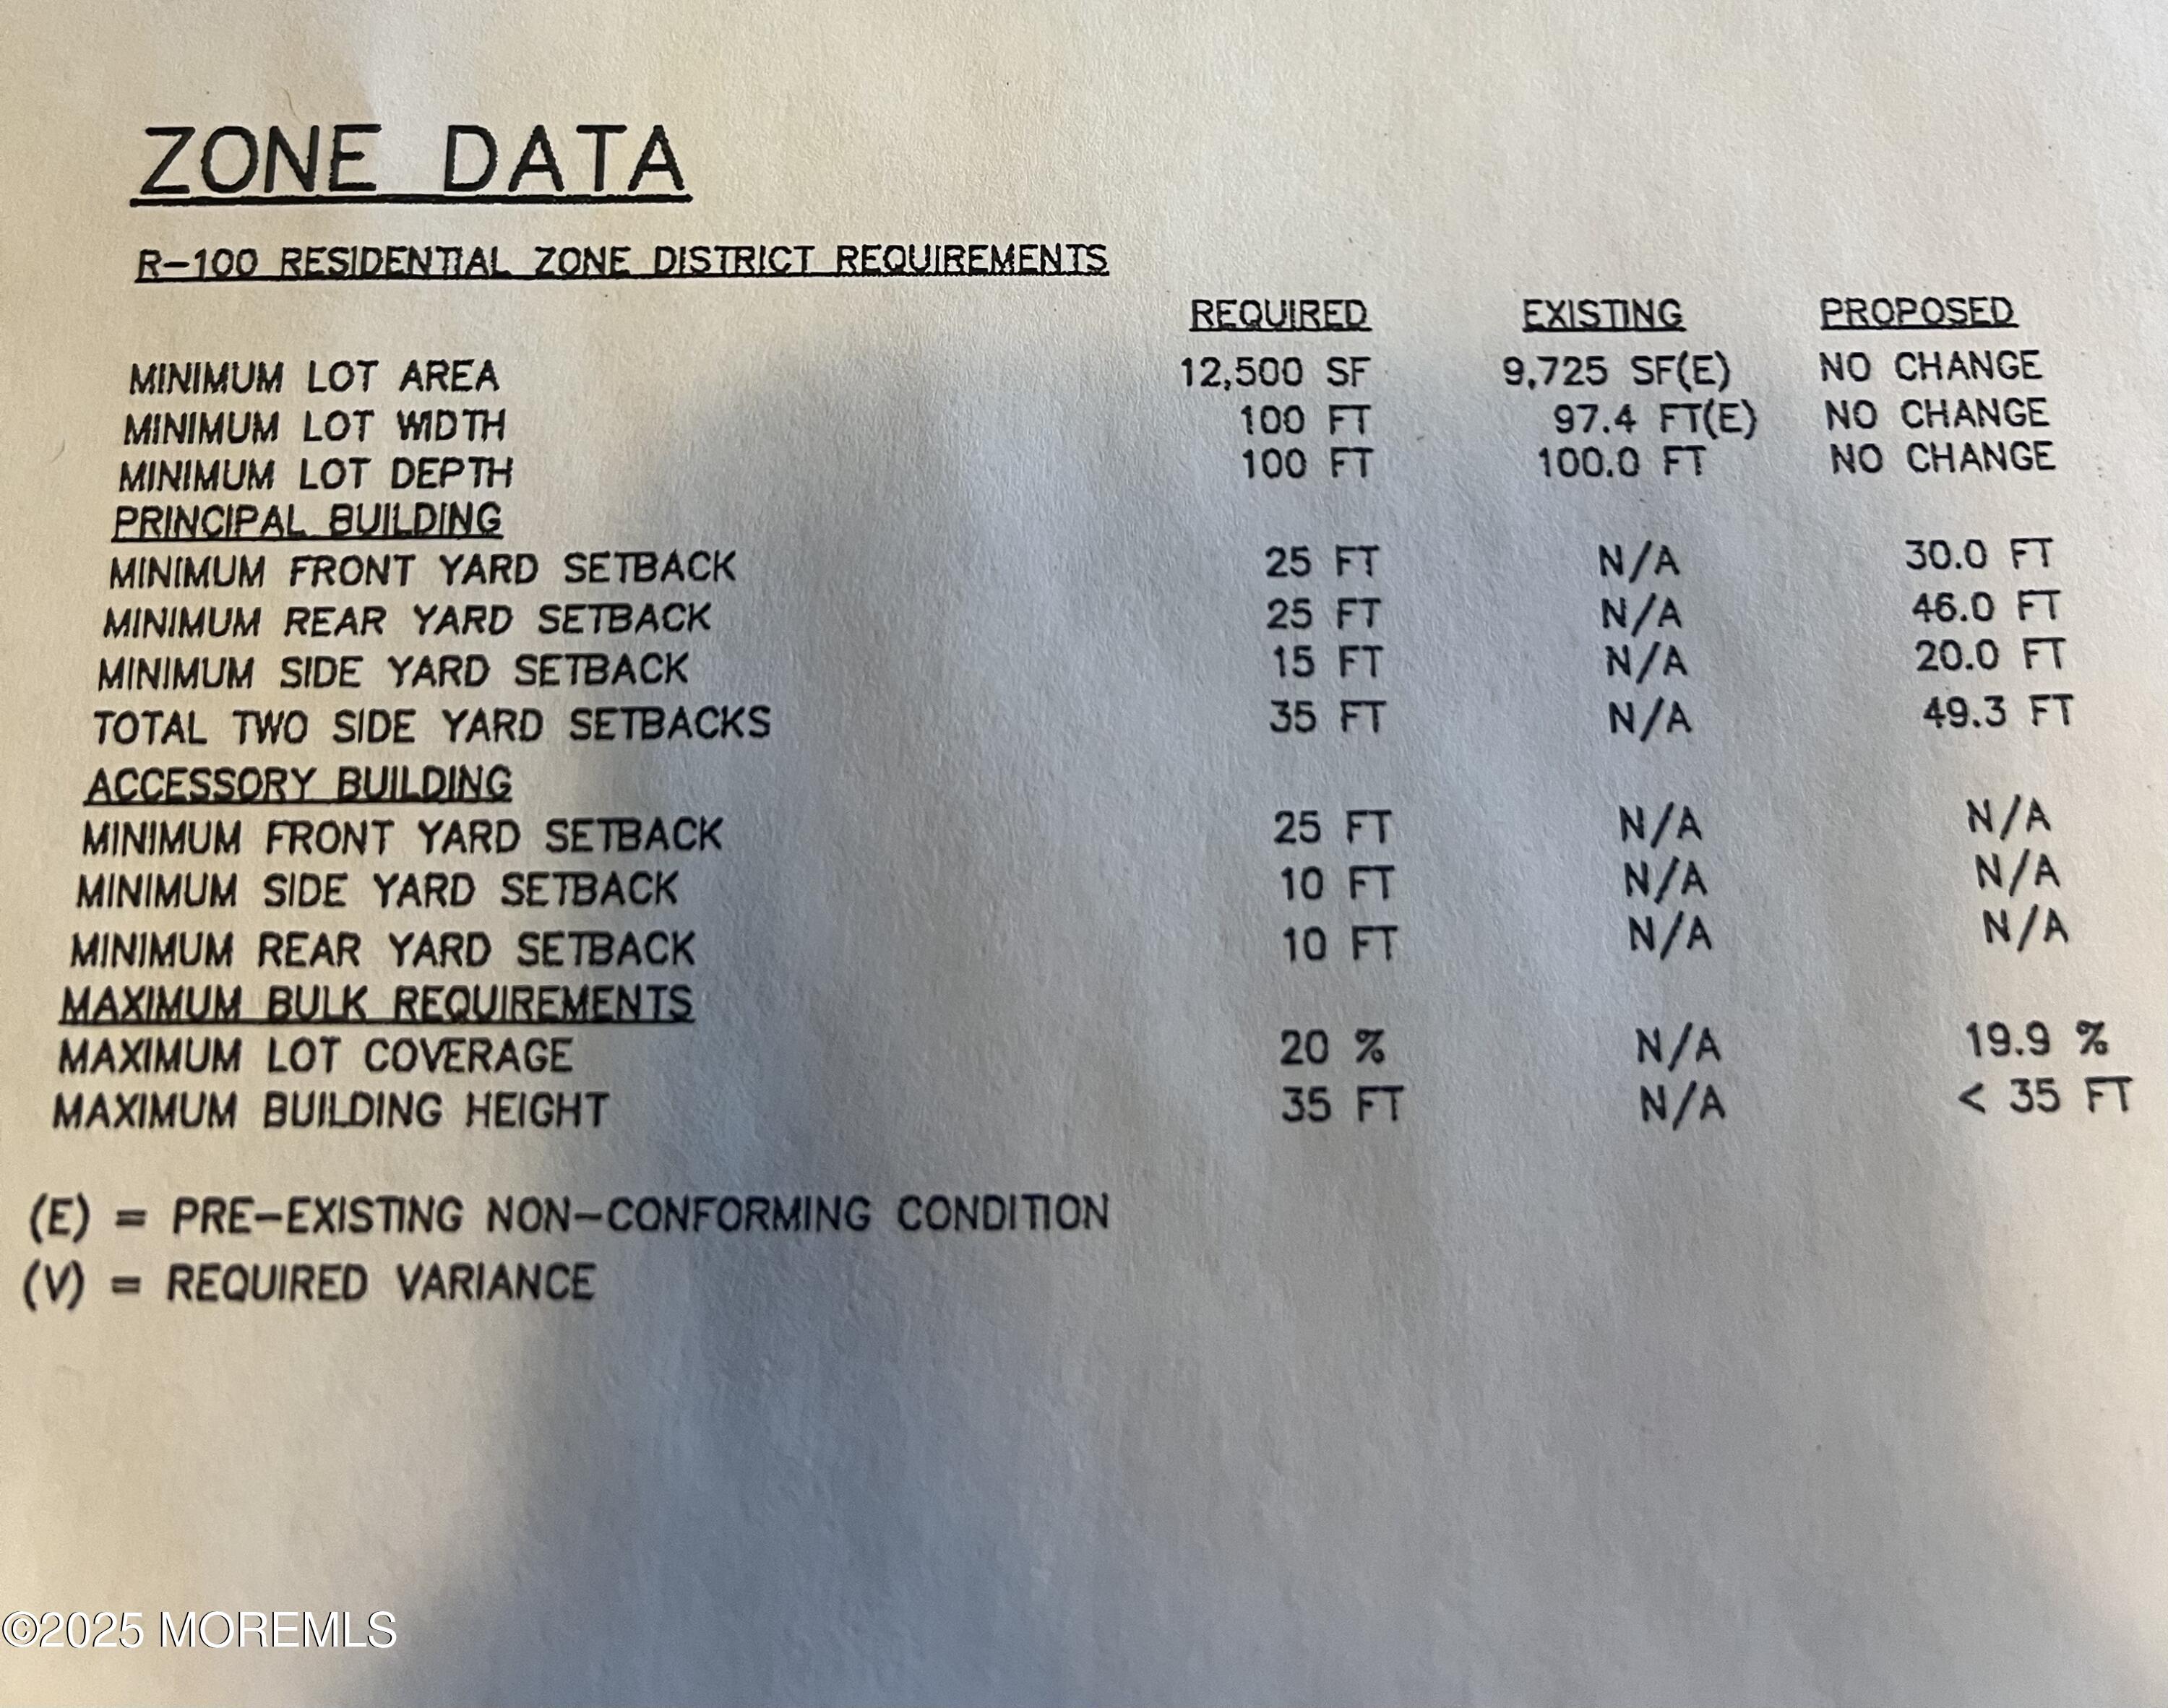 ZONE DATA
R-100 RESIDENTIAL ZONE DISTRICT REQUIREMENTS
REQUIRED EXISTING PROPOSED
MINIMUM LOT AREA 12,500 SF 9,725 SF(E) NO CHANGE
MINIMUM LOT WIDTH 100 FT 97.4 FT(E) NO CHANGE
MINIMUM LOT DEPTH 100 FT 100.0 FT NO CHANGE
PRINCIPAL BUILDING
MINIMUM FRONT YARD SETBACK 25 FT N/A 30.0 FT
MINIMUM REAR YARD SETBACK 25 FT N/A 46.0 FT
MINIMUM SIDE YARD SETBACK 15 FT N/A 20.0 FT
TOTAL TWO SIDE YARD SETBACKS 35 FT N/A 49.3 FT
ACCESSORY BUILDING
MINIMUM FRONT YARD SETBACK 25 FT N/A N/A
MINIMUM SIDE YARD SETBACK 10 FT N/A N/A
MINIMUM REAR YARD SETBACK 10 FT N/A N/A
MAXIMUM BULK REQUIREMENTS
MAXIMUM LOT COVERAGE 20 % N/A 19.9 %
MAXIMUM BUILDING HEIGHT 35 FT N/A < 35 FT
(E) = PRE-EXISTING NON-CONFORMING CONDITION
(V) = REQUIRED VARIANCE
©2025 MOREMLS